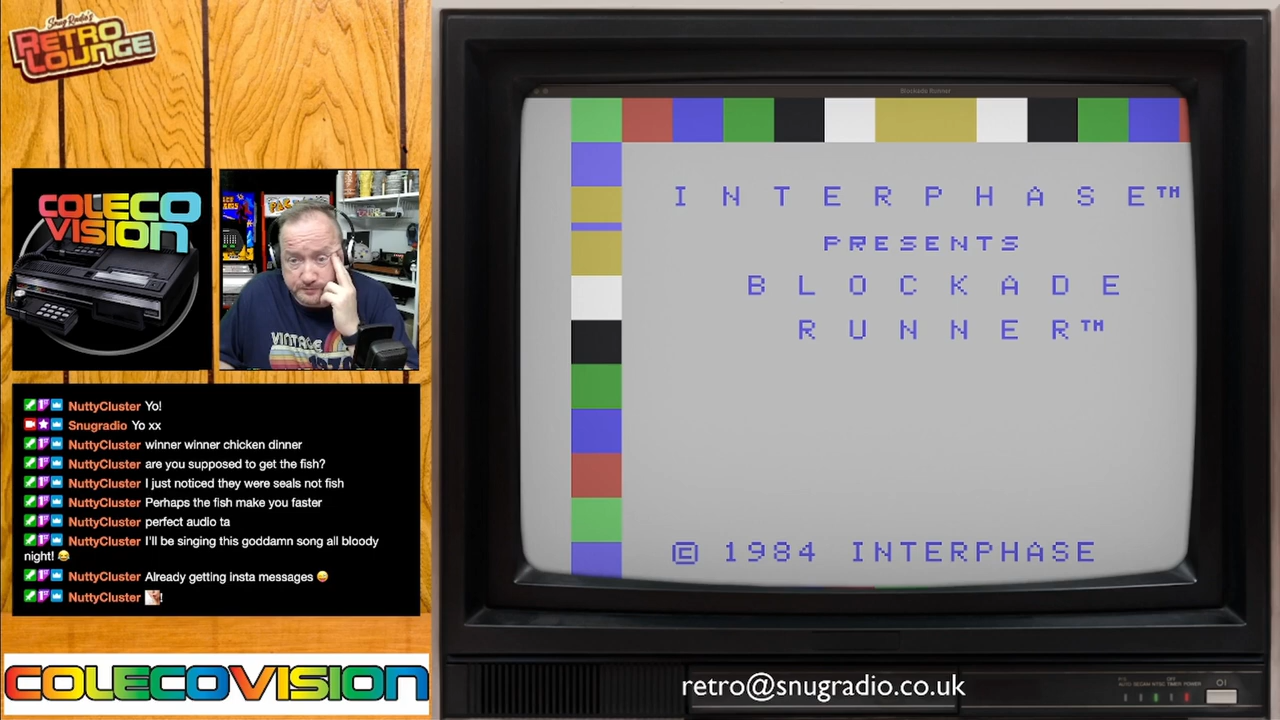 Snug Radio's
RETRO
LOUNGE
COLECO
VISION
VINTAGE
NuttyCluster Yo!
Snugradio Yo xx
NuttyCluster winner winner chicken dinner
NuttyCluster are you supposed to get the fish?
NuttyCluster I just noticed they were seals not fish
NuttyCluster Perhaps the fish make you faster
NuttyCluster perfect audio ta
NuttyCluster I'll be singing this goddamn song all bloody
night! 😂
NuttyCluster Already getting insta messages 😄
NuttyCluster !
COLECOVISION
Blockade Runner
INTERPHASE™
PRESENTS
BLOCKADE
RUNNER™
© 1984 INTERPHASE
retro@snugradio.co.uk